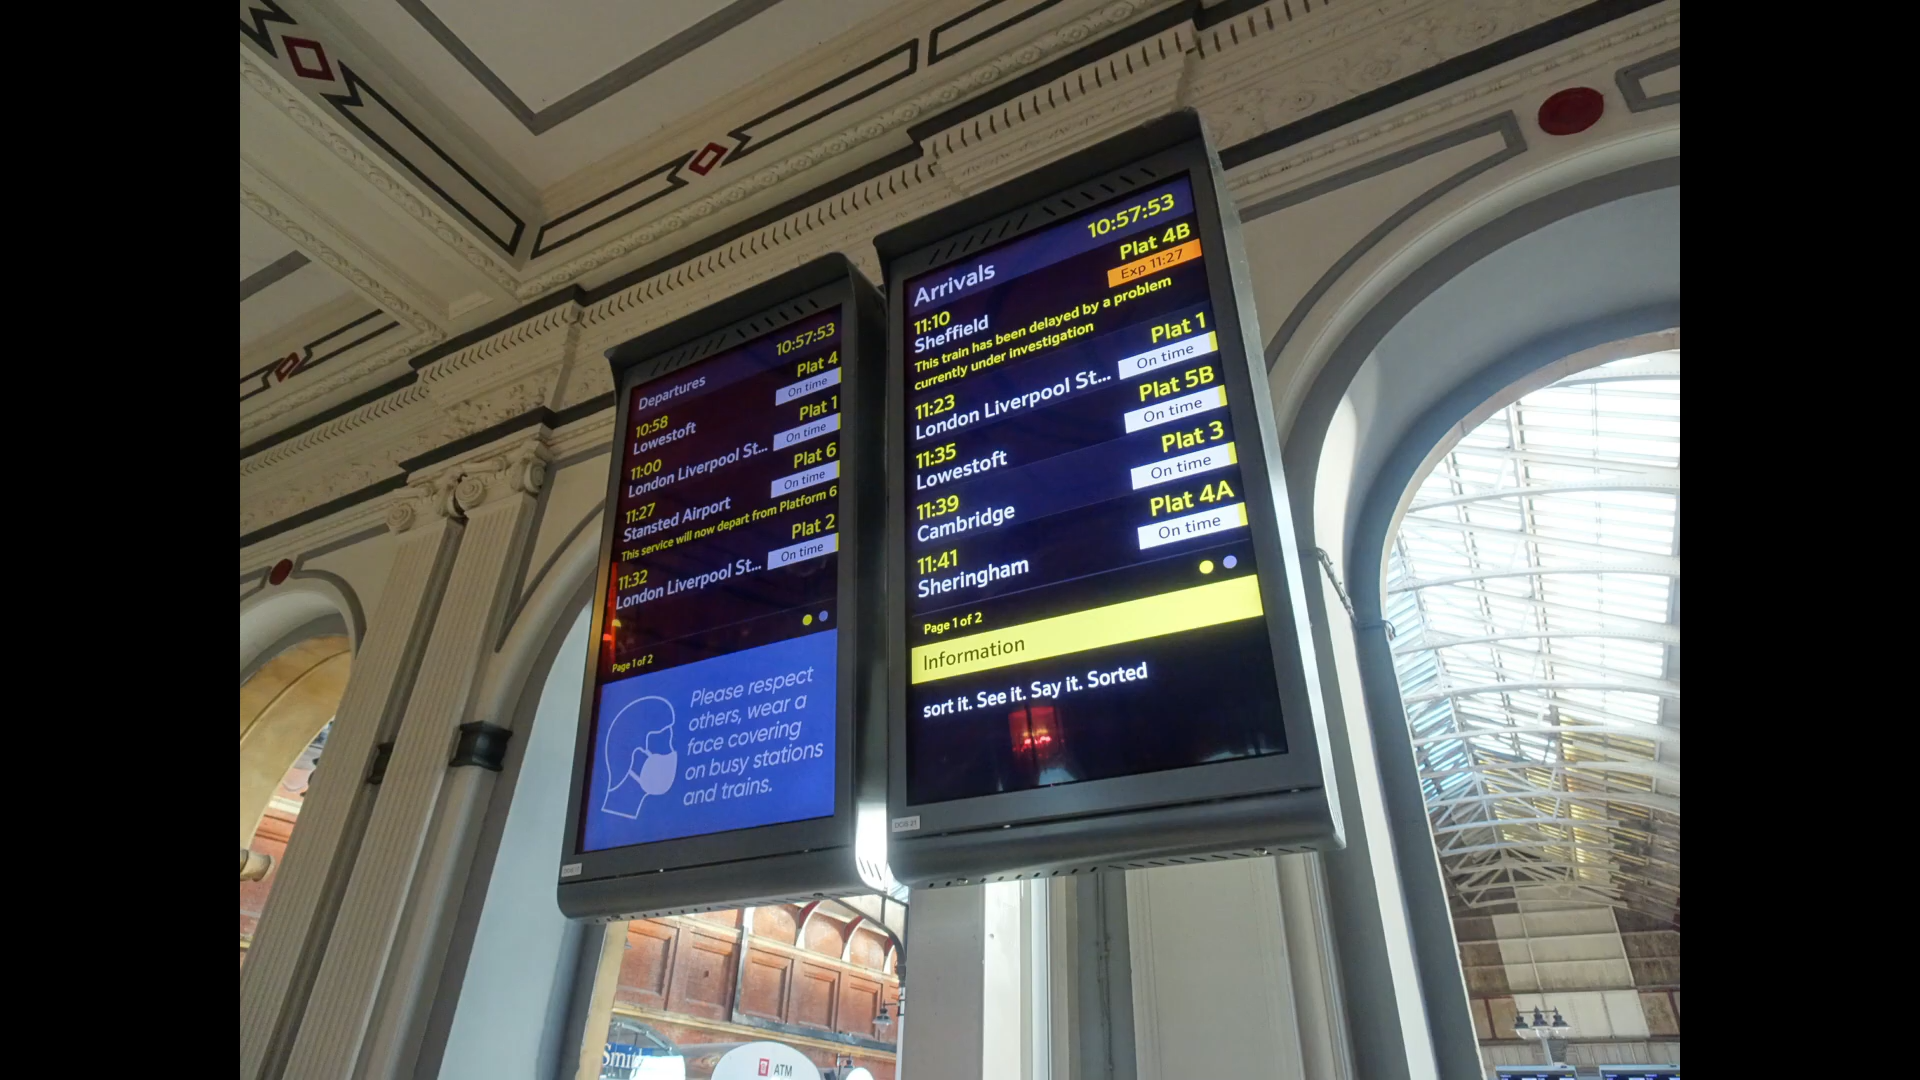 10:57:53
Departures
Plat 4
10:58
On time
Lowestoft
Plat 1
11:00
On time
London Liverpool St...
Plat 6
11:27
On time
Stansted Airport
This service will now depart from Platform 6
Plat 2
11:32
On time
London Liverpool St...
Page 1 of 2
Please respect
others, wear a
face covering
on busy stations
and trains.
10:57:53
Arrivals
Plat 4B
11:10
Exp 11:27
Sheffield
This train has been delayed by a problem
currently under investigation
Plat 1
11:23
On time
London Liverpool St...
Plat 5B
11:35
On time
Lowestoft
Plat 3
11:39
On time
Cambridge
Plat 4A
11:41
On time
Sheringham
Page 1 of 2
Information
sort it. See it. Say it. Sorted
ATM